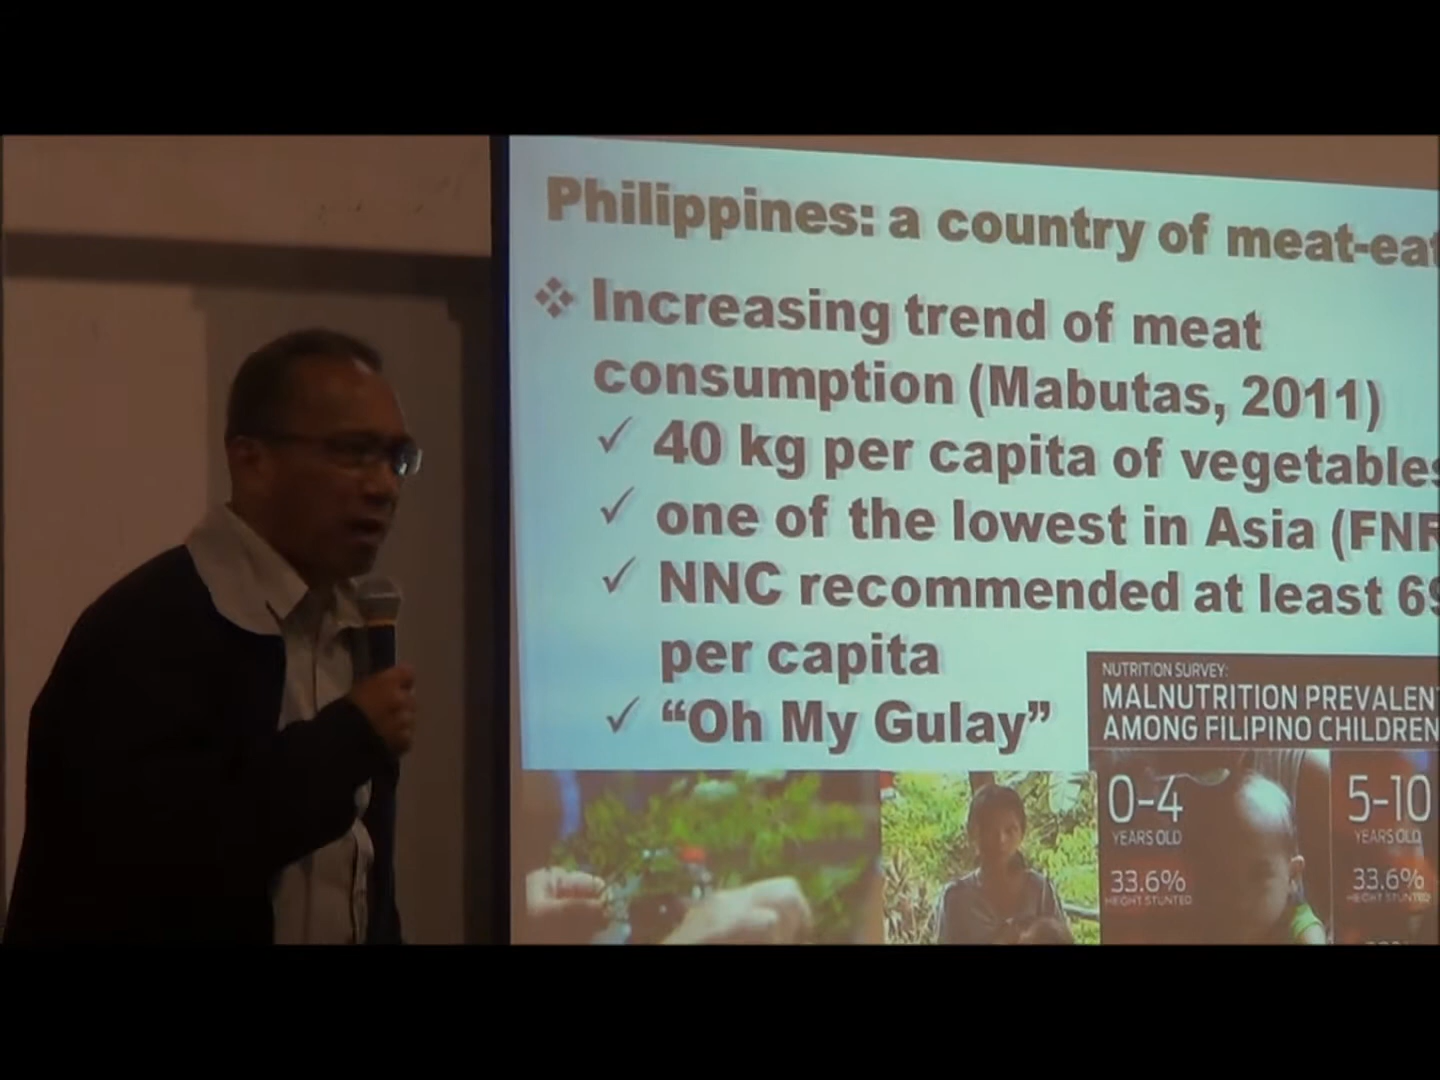 Philippines: a country of meat-eat
❖ Increasing trend of meat
consumption (Mabutas, 2011)
✓ 40 kg per capita of vegetables
✓ one of the lowest in Asia (FNR
✓ NNC recommended at least 69
per capita
✓ “Oh My Gulay”
NUTRITION SURVEY:
MALNUTRITION PREVALENT
AMONG FILIPINO CHILDREN
0-4 5-10
YEARS OLD YEARS OLD
33.6% 33.6%
HEIGHT STUNTED HEIGHT STUNTED